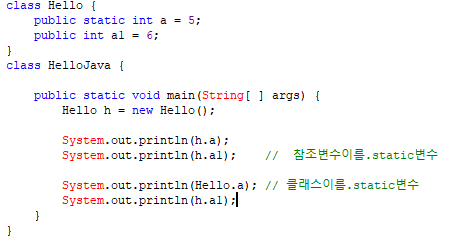 class Hello {
    public static int a = 5;
    public int a1 = 6;
}
class HelloJava {
    public static void main(String[ ] args) {
        Hello h = new Hello();
        System.out.println(h.a);
        System.out.println(h.a1);    //  참조변수이름.static변수
        System.out.println(Hello.a); // 클래스이름.static변수
        System.out.println(h.a1);
    }
}